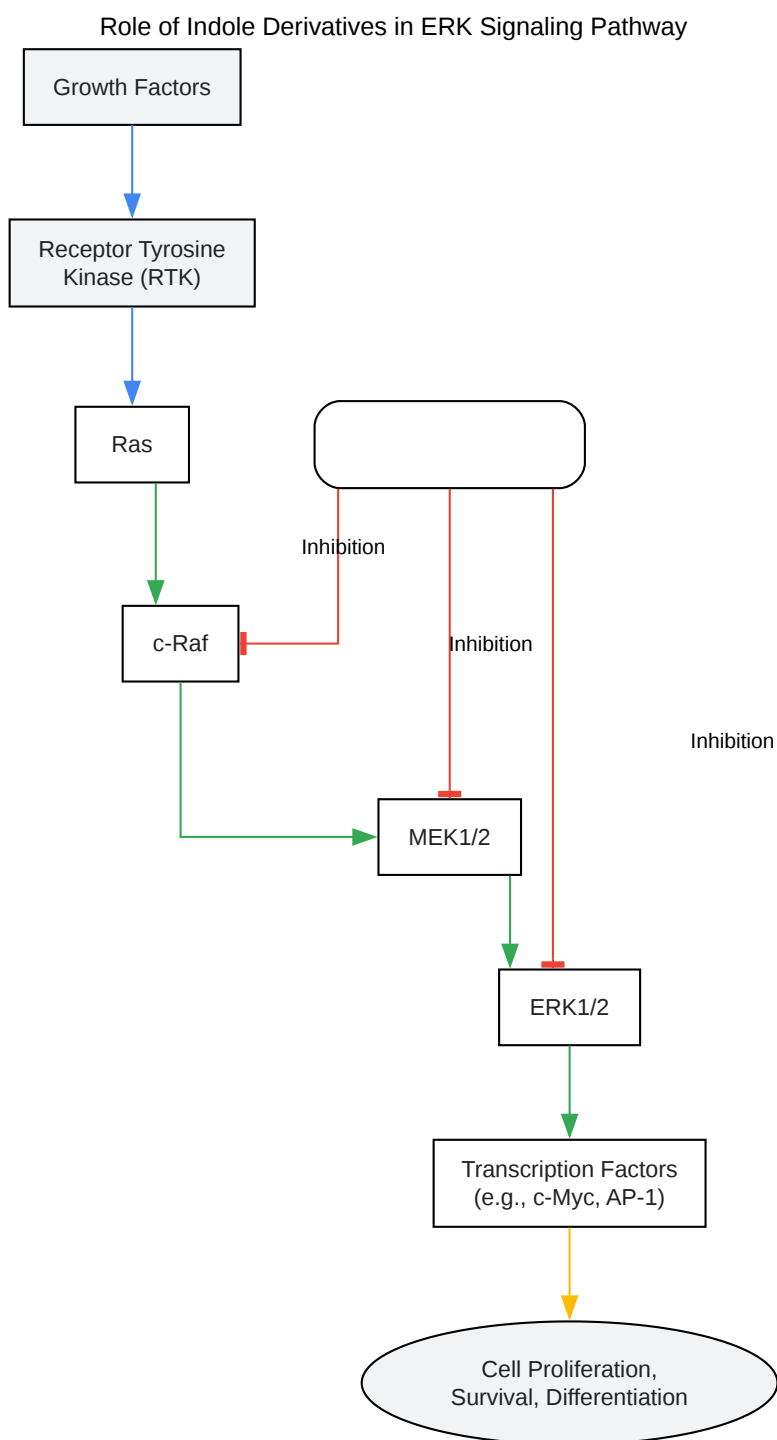 Role of Indole Derivatives in ERK Signaling Pathway
Growth Factors
Receptor Tyrosine
Kinase (RTK)
Ras
Inhibition
c-Raf
Inhibition
Inhibition
MEK1/2
ERK1/2
Transcription Factors
(e.g., c-Myc, AP-1)
Cell Proliferation,
Survival, Differentiation